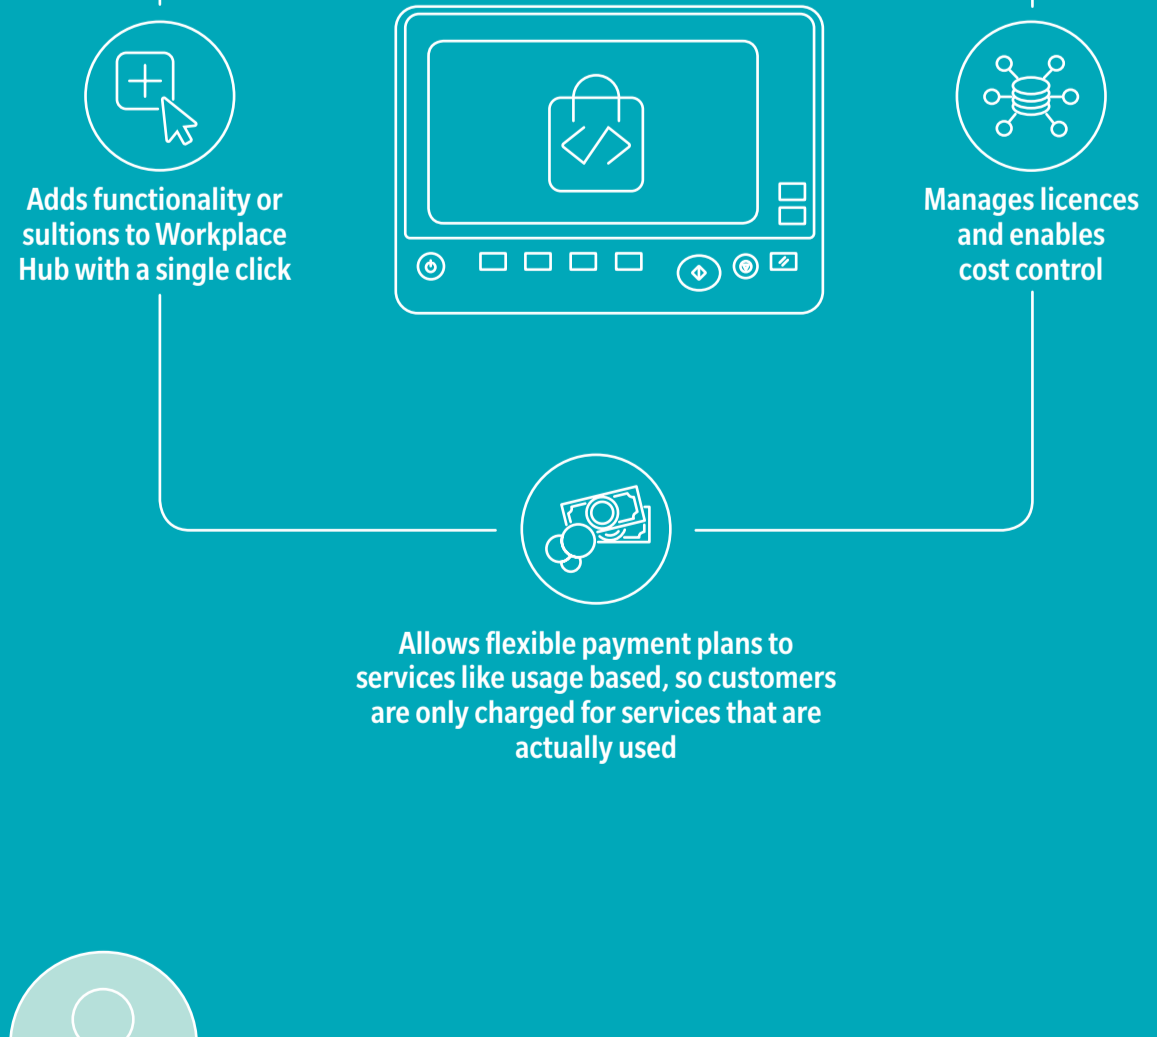 Adds functionality or
sultions to Workplace
Hub with a single click
Manages licences
and enables
cost control
Allows flexible payment plans to
services like usage based, so customers
are only charged for services that are
actually used